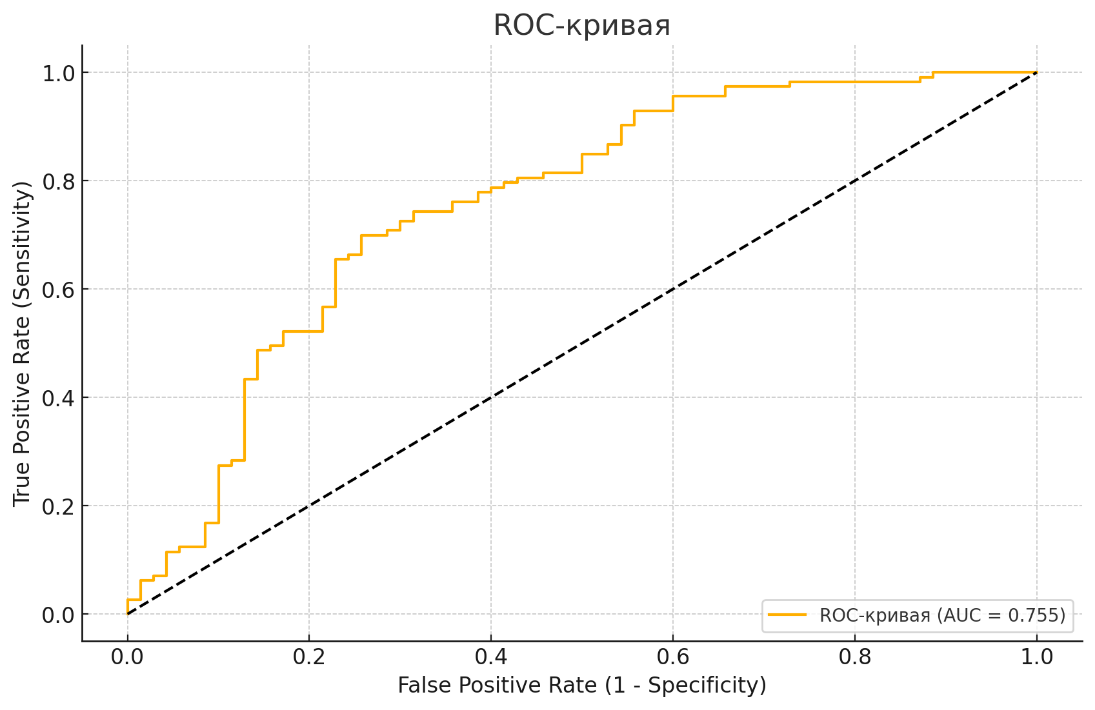 ROC-кривая
True Positive Rate (Sensitivity)
1.0
0.8
0.6
0.4
0.2
0.0
0.0 0.2 0.4 0.6 0.8 1.0
False Positive Rate (1 - Specificity)
ROC-кривая (AUC = 0.755)